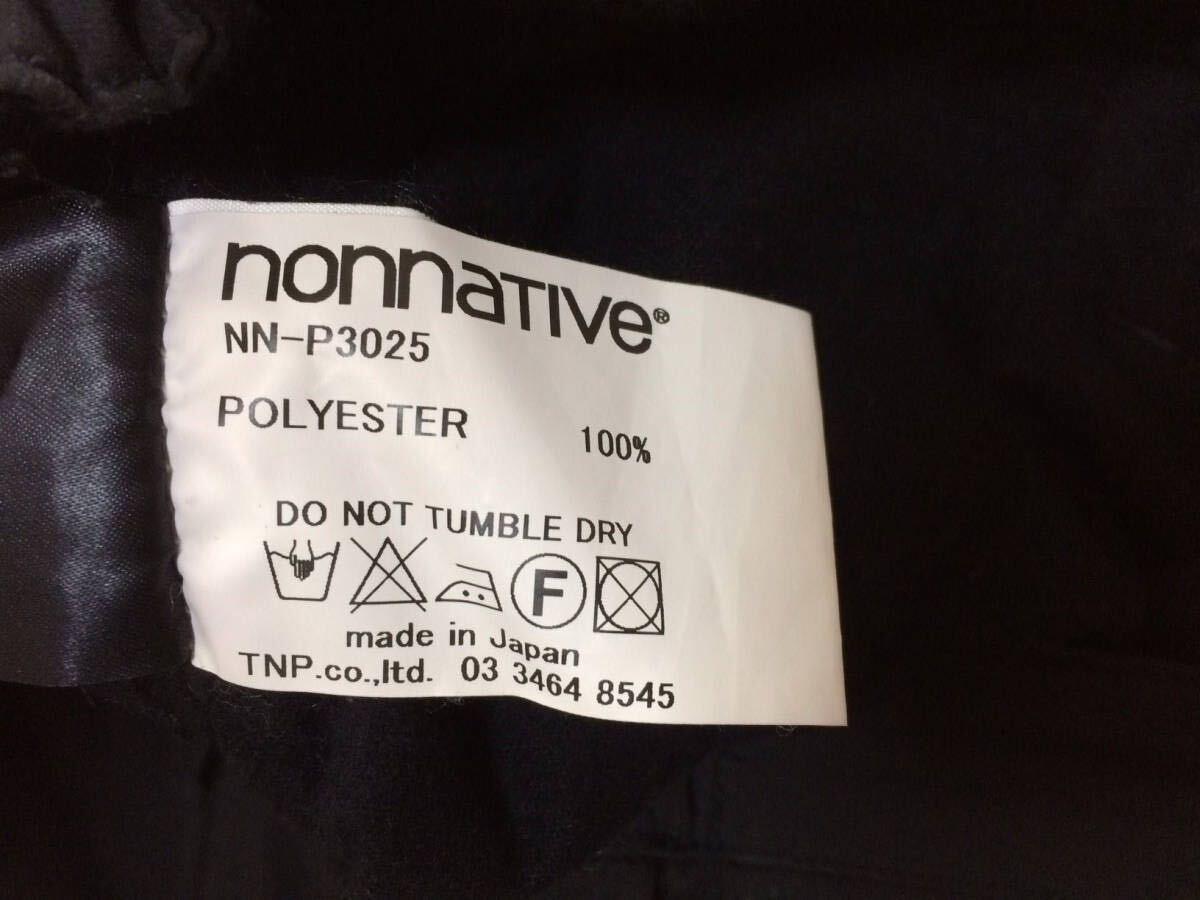 nonnaTIVe®
NN-P3025
POLYESTER 100%
DO NOT TUMBLE DRY
F
made in Japan
TNP.co.,ltd. 03 3464 8545